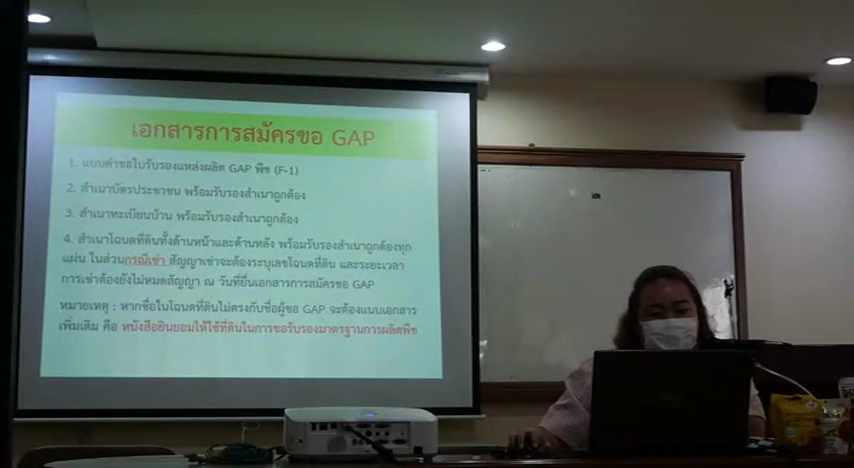 เอกสารการสมัครขอ GAP
1. แบบคำขอใบรับรองแหล่งผลิต GAP พืช (F-1)
2. สำเนาบัตรประชาชน พร้อมรับรองสำเนาถูกต้อง
3. สำเนาทะเบียนบ้าน พร้อมรับรองสำเนาถูกต้อง
4. สำเนาโฉนดที่ดินทั้งด้านหน้าและด้านหลัง พร้อมรับรองสำเนาถูกต้องทุก
แผ่น ในส่วนกรณีเช่า สัญญาเช่าจะต้องระบุเลขโฉนดที่ดิน และระยะเวลา
การเช่าต้องยังไม่หมดสัญญา ณ วันที่ยื่นเอกสารการสมัครขอ GAP
หมายเหตุ : หากชื่อในโฉนดที่ดินไม่ตรงกับชื่อผู้ขอ GAP จะต้องแนบเอกสาร
เพิ่มเติม คือ หนังสือยินยอมให้ใช้ที่ดินในการขอรับรองมาตรฐานการผลิตพืช